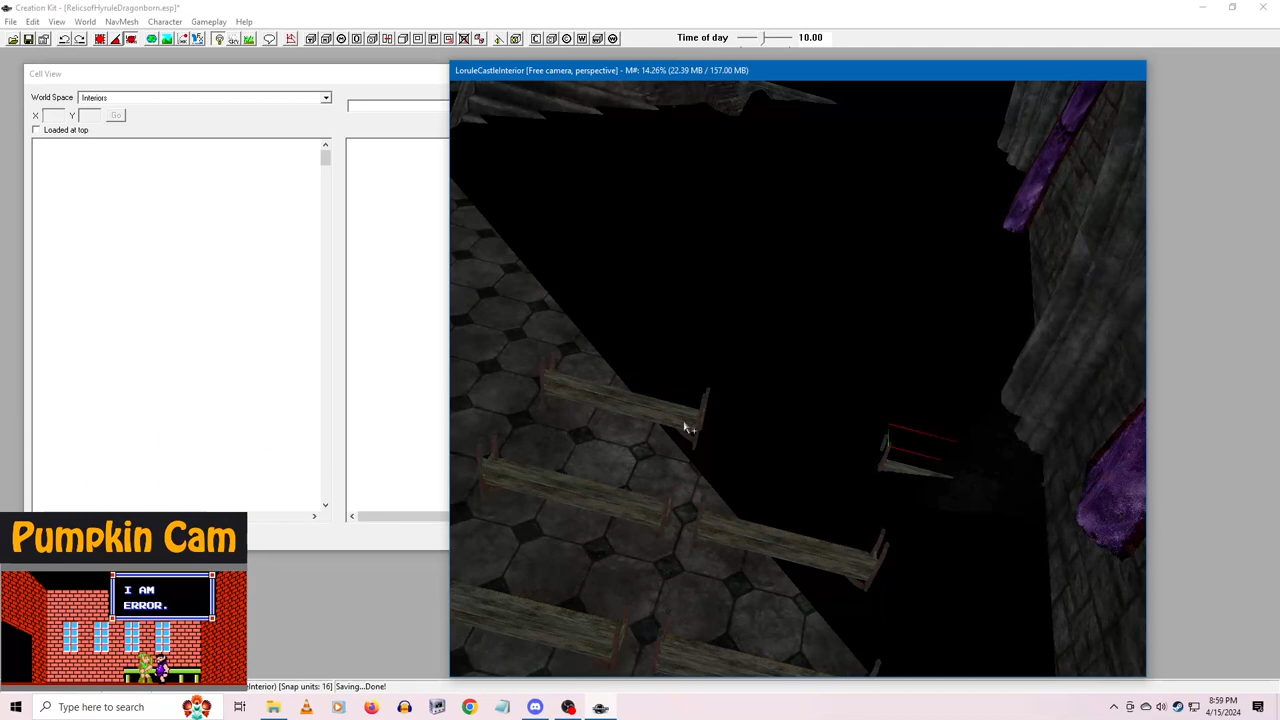 Creation Kit - [RelicsofHyruleDragonborn.esp]*
File Edit View World NavMesh Character Gameplay Help
Time of day 10.00
Cell View
World Space Interiors
X Y Go
Loaded at top
LoruleCastleInterior [Free camera, perspective] - M#: 14.26% (22.39 MB / 157.00 MB)
Pumpkin Cam
I AM
ERROR.
nterior) [Snap units: 16] Saving...Done!
Type here to search
8:59 PM
4/15/2024